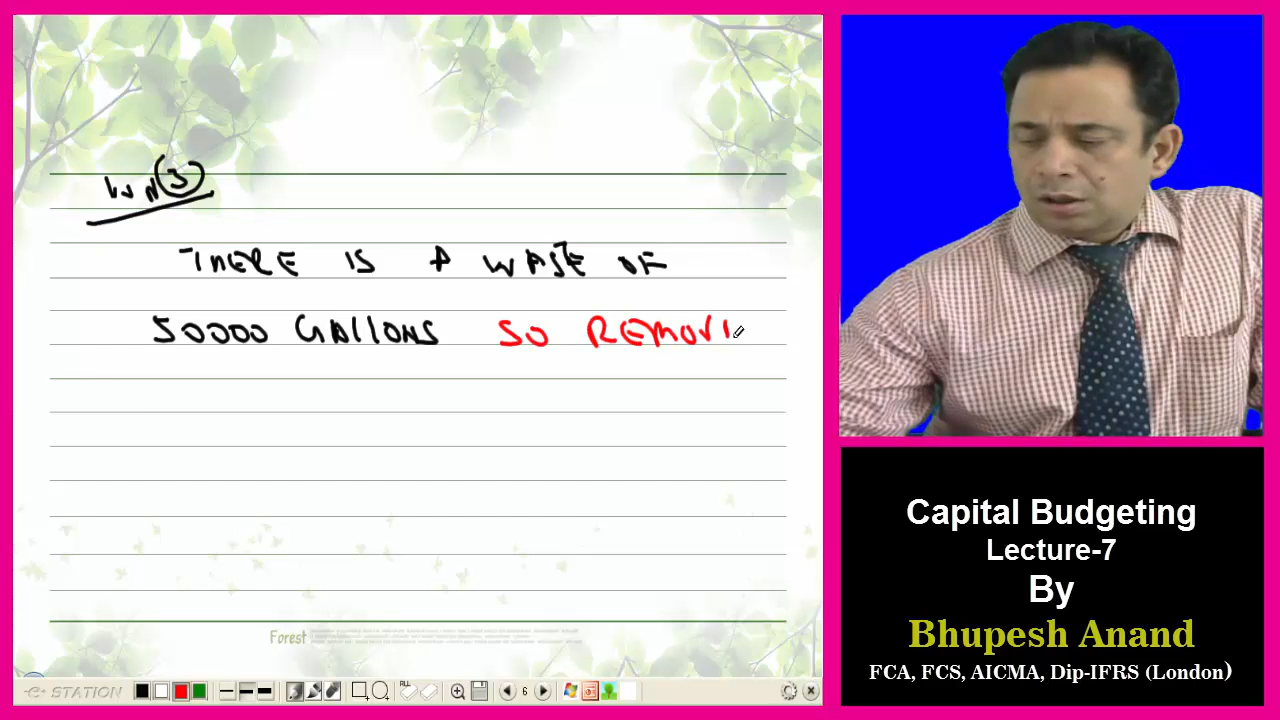 W N (3)
THERE IS A WASTE OF
50000 GALLONS SO REMOVI
Forest
e-STATION
ALL
6
Capital Budgeting
Lecture-7
By
Bhupesh Anand
FCA, FCS, AICMA, Dip-IFRS (London)